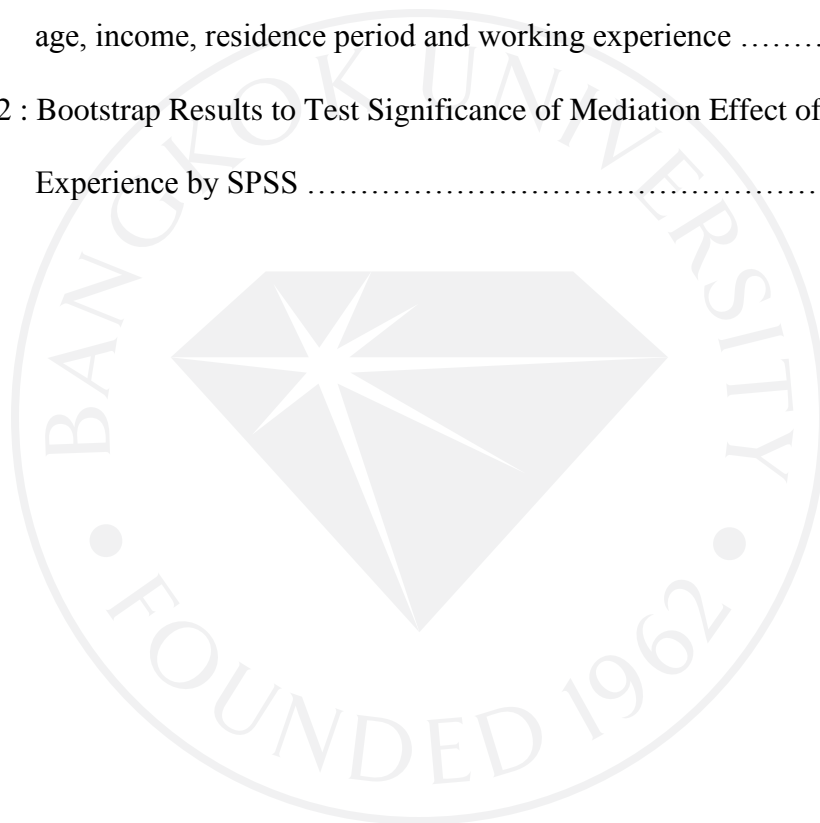 age, income, residence period and working experience ………
2 : Bootstrap Results to Test Significance of Mediation Effect of
Experience by SPSS …………………………………………
BANGKOK UNIVERSITY
• FOUNDED 1962 •